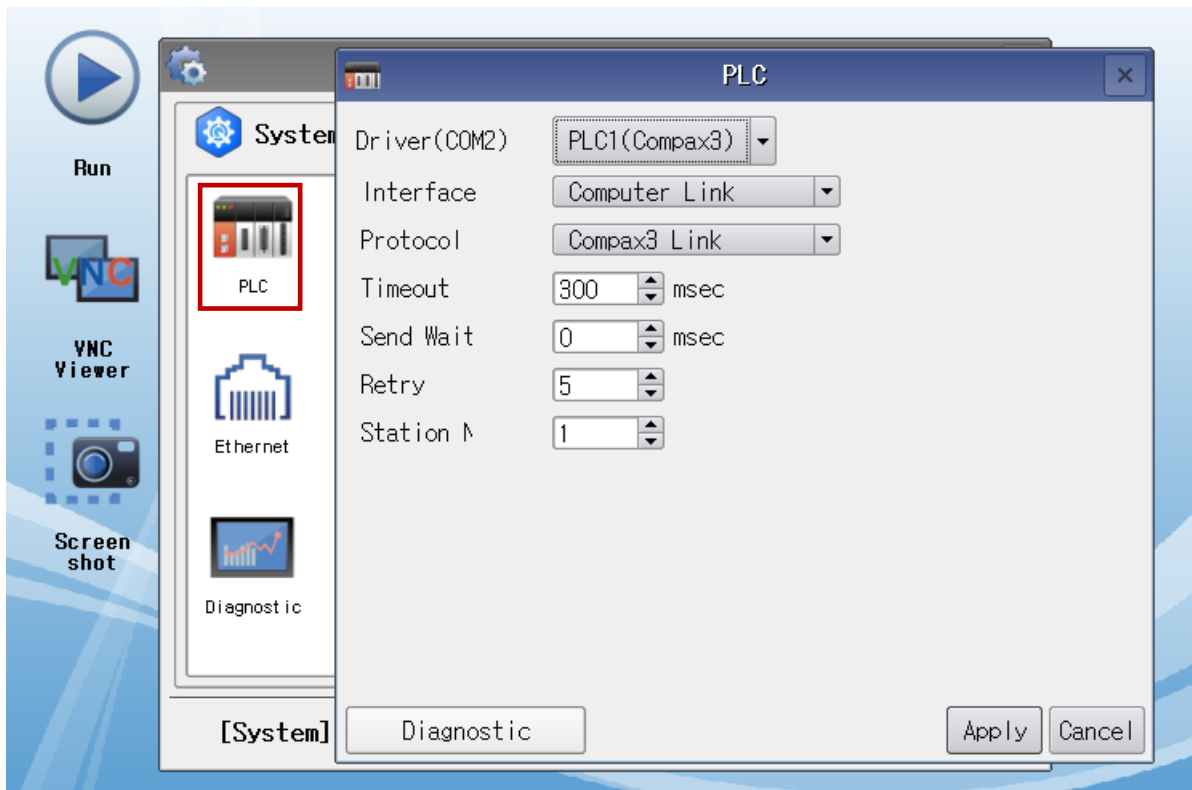 Run
VNC
VNC
Viewer
Screen
shot
System
PLC
Ethernet
Diagnostic
[System]
PLC
Driver(COM2) PLC1(Compax3)
Interface Computer Link
Protocol Compax3 Link
Timeout 300 msec
Send Wait 0 msec
Retry 5
Station N 1
Diagnostic Apply Cancel